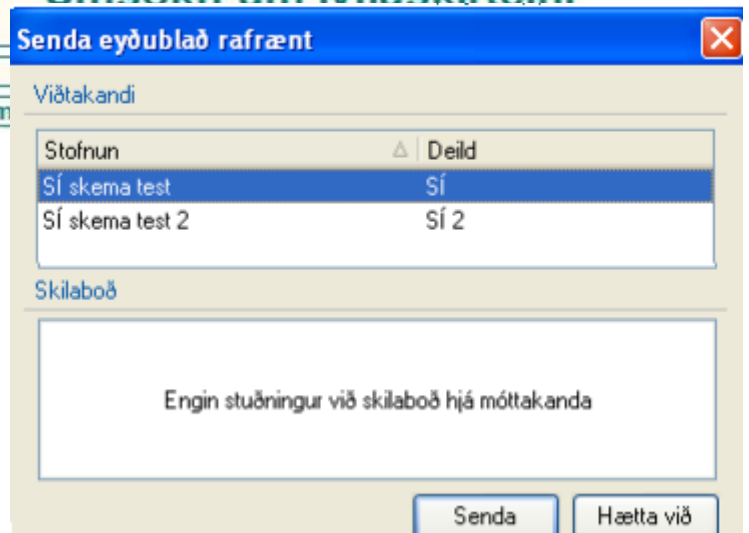 Senda eyðublað rafrænt
Viðtakandi
Stofnun Deild
SÍ skema test SÍ
SÍ skema test 2 SÍ 2
Skilaboð
Engin stuðningur við skilaboð hjá móttakanda
Senda Hætta við